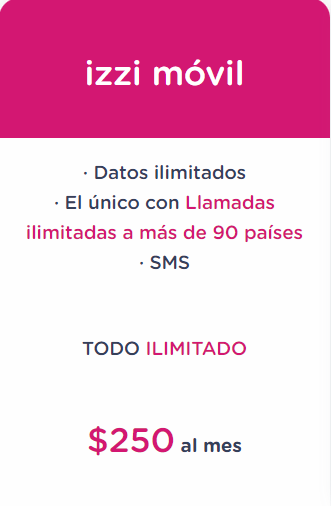 izzi móvil
· Datos ilimitados
· El único con Llamadas
ilimitadas a más de 90 países
· SMS
TODO ILIMITADO
$250 al mes